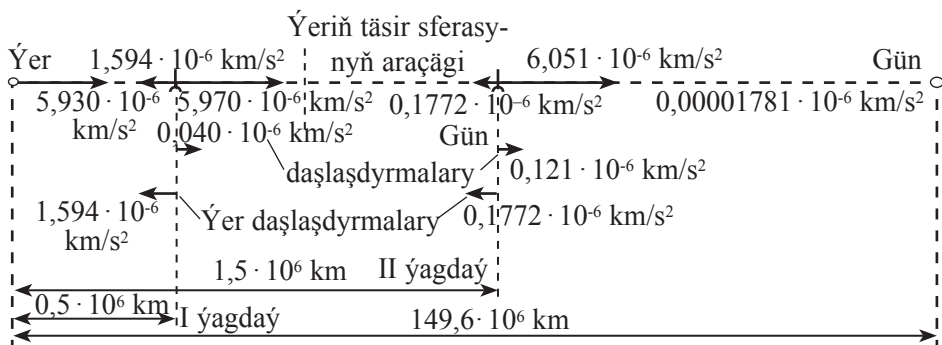 Ýeriň täsir sferasy-
nyň araçägi
Ýer
1,594 · 10-6 km/s²
6,051 · 10-6 km/s²
Gün
5,930 · 10-6
km/s²
5,970 · 10-6 km/s²
0,1772 · 10–6 km/s²
0,00001781 · 10-6 km/s²
0,040 · 10-6 km/s²
Gün
daşlaşdyrmalary
0,121 · 10-6 km/s²
1,594 · 10-6
km/s²
Ýer daşlaşdyrmalary
0,1772 · 10-6 km/s²
1,5 · 10⁶ km
II ýagdaý
0,5 · 10⁶ km
I ýagdaý
149,6 · 10⁶ km